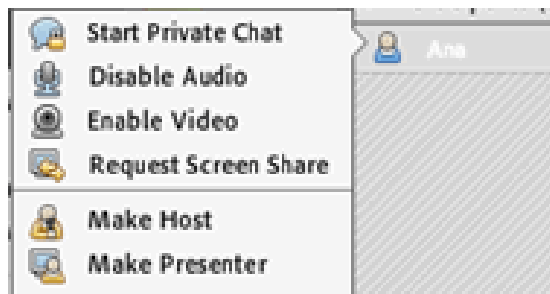 Start Private Chat
Ana
Disable Audio
Enable Video
Request Screen Share
Make Host
Make Presenter